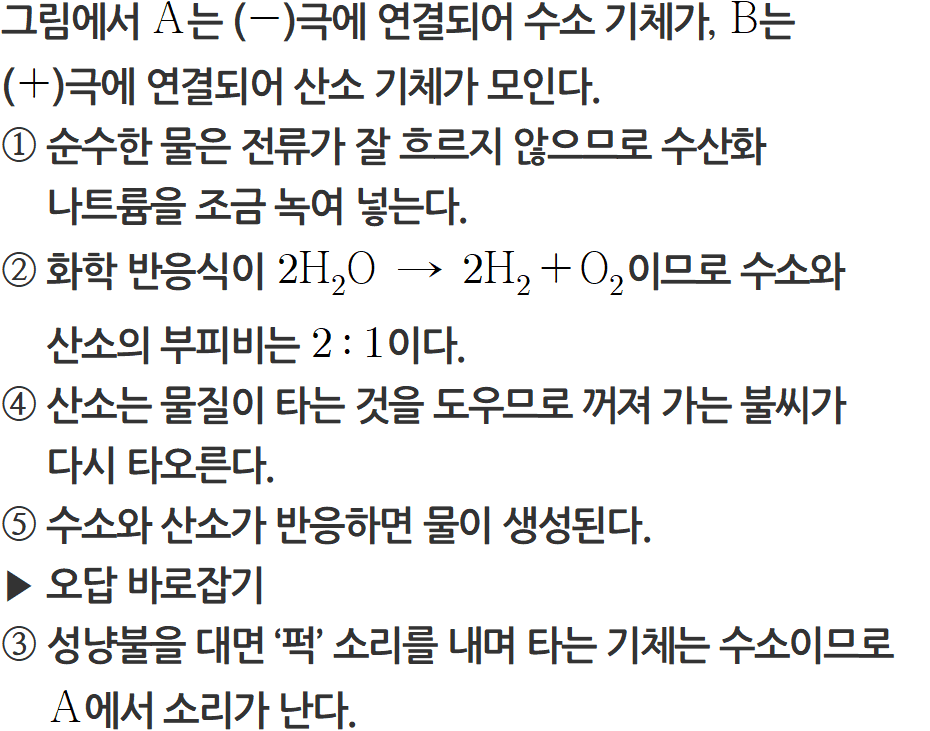 그림에서 A는 (−)극에 연결되어 수소 기체가, B는
(+)극에 연결되어 산소 기체가 모인다.
① 순수한 물은 전류가 잘 흐르지 않으므로 수산화
나트륨을 조금 녹여 넣는다.
② 화학 반응식이 2H₂O → 2H₂+O₂이므로 수소와
산소의 부피비는 2 : 1이다.
④ 산소는 물질이 타는 것을 도우므로 꺼져 가는 불씨가
다시 타오른다.
⑤ 수소와 산소가 반응하면 물이 생성된다.
▶ 오답 바로잡기
③ 성냥불을 대면 ‘퍽’ 소리를 내며 타는 기체는 수소이므로
A에서 소리가 난다.